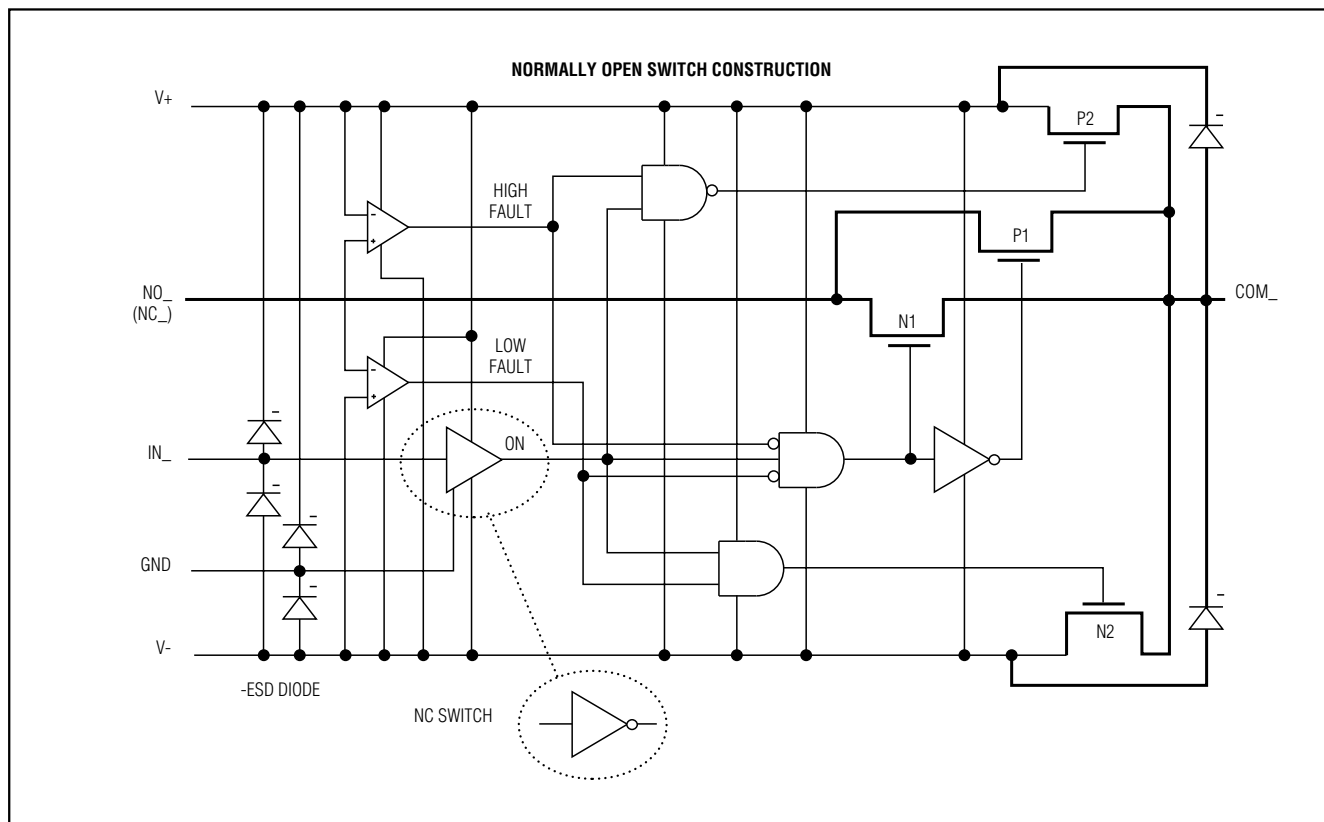 NORMALLY OPEN SWITCH CONSTRUCTION
V+
P2
HIGH
FAULT
P1
NO_
(NC_)
COM_
N1
LOW
FAULT
IN_
ON
GND
V-
N2
-ESD DIODE
NC SWITCH